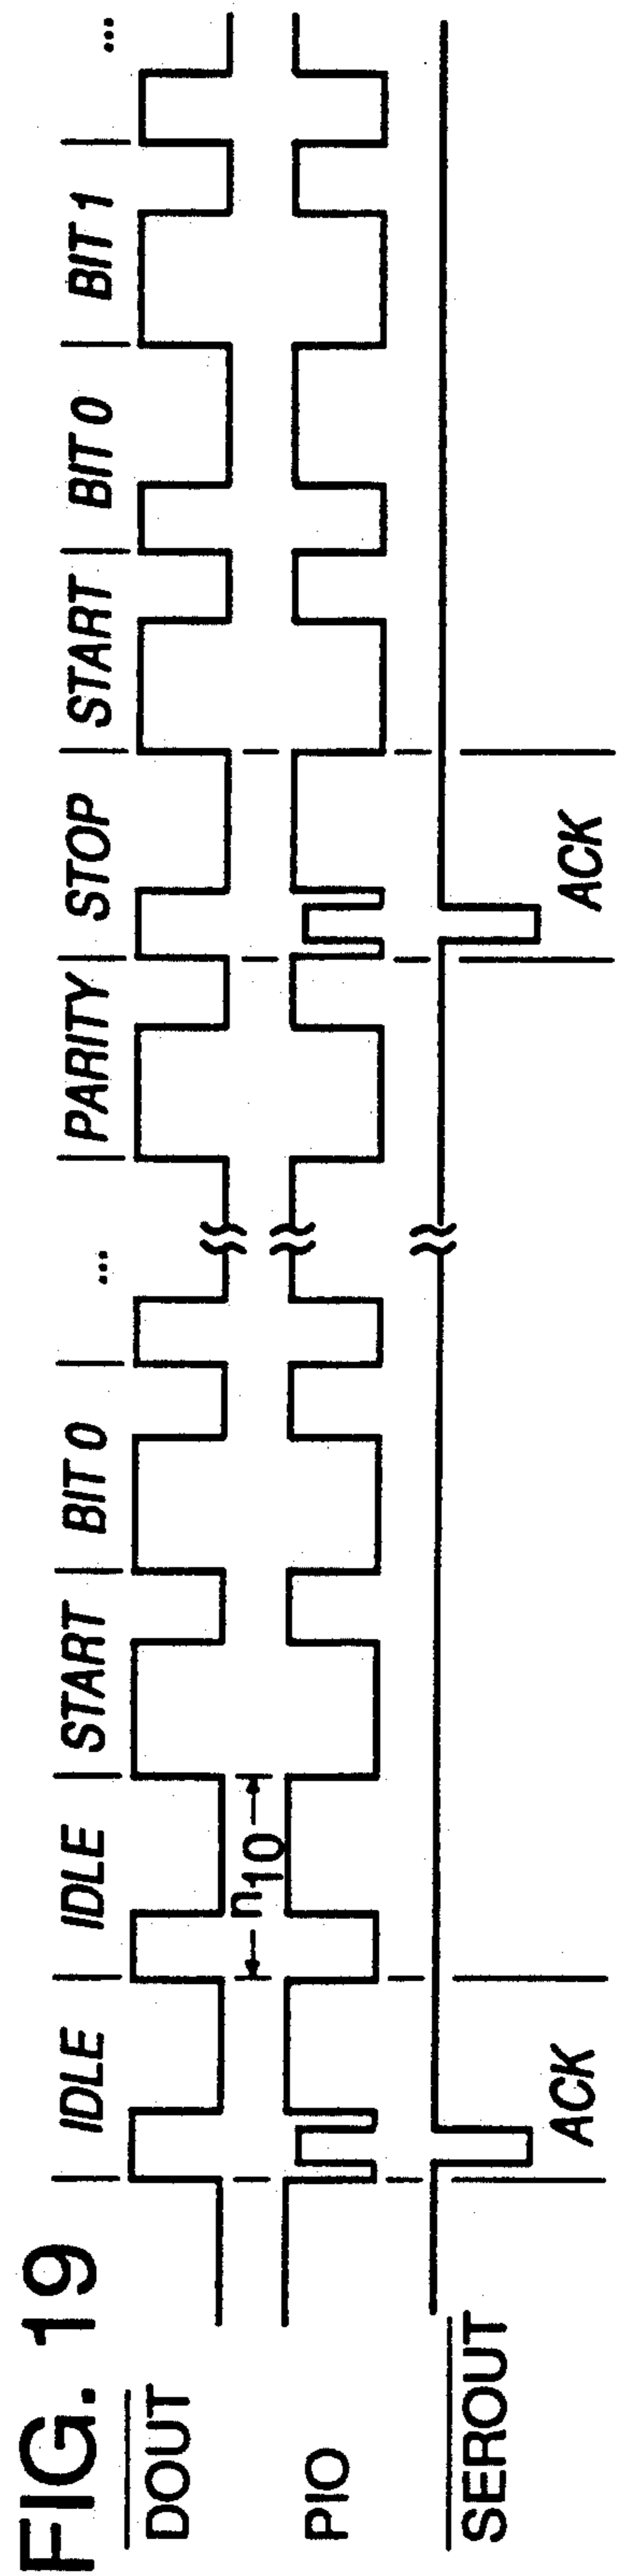 FIG. 19
IDLE | IDLE | START | BIT 0 | ... | PARITY | STOP | START | BIT 0 | BIT 1 | ...
DOUT
n10
PIO
SEROUT
ACK
ACK